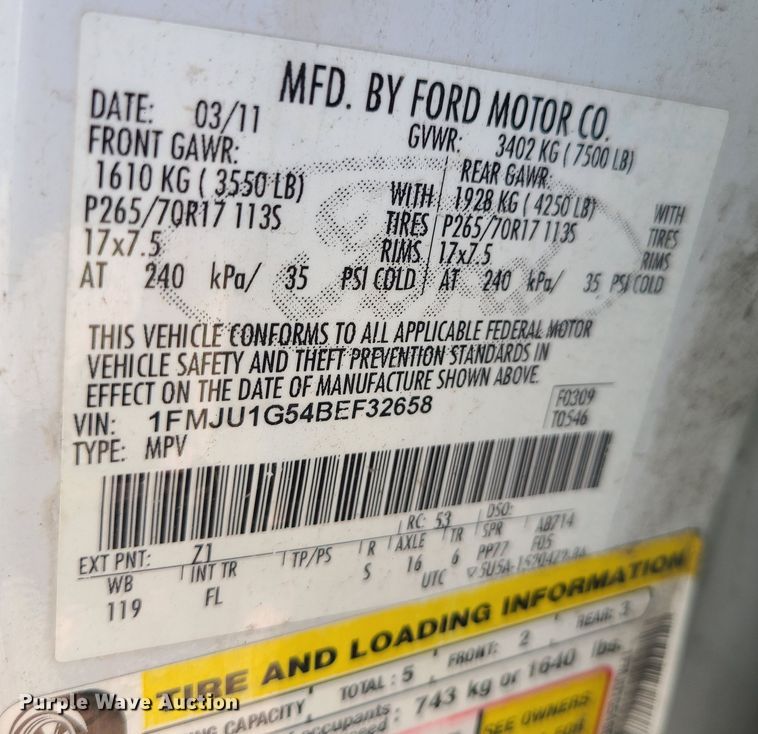 MFD. BY FORD MOTOR CO.
DATE: 03/11 GVWR: 3402 KG ( 7500 LB)
FRONT GAWR: REAR GAWR:
1610 KG ( 3550 LB) WITH 1928 KG ( 4250 LB) WITH
P265/70R17 113S TIRES P265/70R17 113S TIRES
17x7.5 RIMS 17x7.5 RIMS
AT 240 kPa/ 35 PSI COLD AT 240 kPa/ 35 PSI COLD
THIS VEHICLE CONFORMS TO ALL APPLICABLE FEDERAL MOTOR
VEHICLE SAFETY AND THEFT PREVENTION STANDARDS IN
EFFECT ON THE DATE OF MANUFACTURE SHOWN ABOVE.
VIN: 1FMJU1G54BEF32658 F0309
TYPE: MPV T0546
EXT PNT: Z1 RC: 53 DSO:
WB INT TR TP/PS R AXLE TR SPR AB714
119 FL S 16 6 PP77 F05
UTC
TIRE AND LOADING INFORMATION
TOTAL : 5 FRONT: 2 REAR: 3
CAPACITY
occupants : 743 kg or 1640 lbs.
SEE OWNERS
Purple Wave Auction